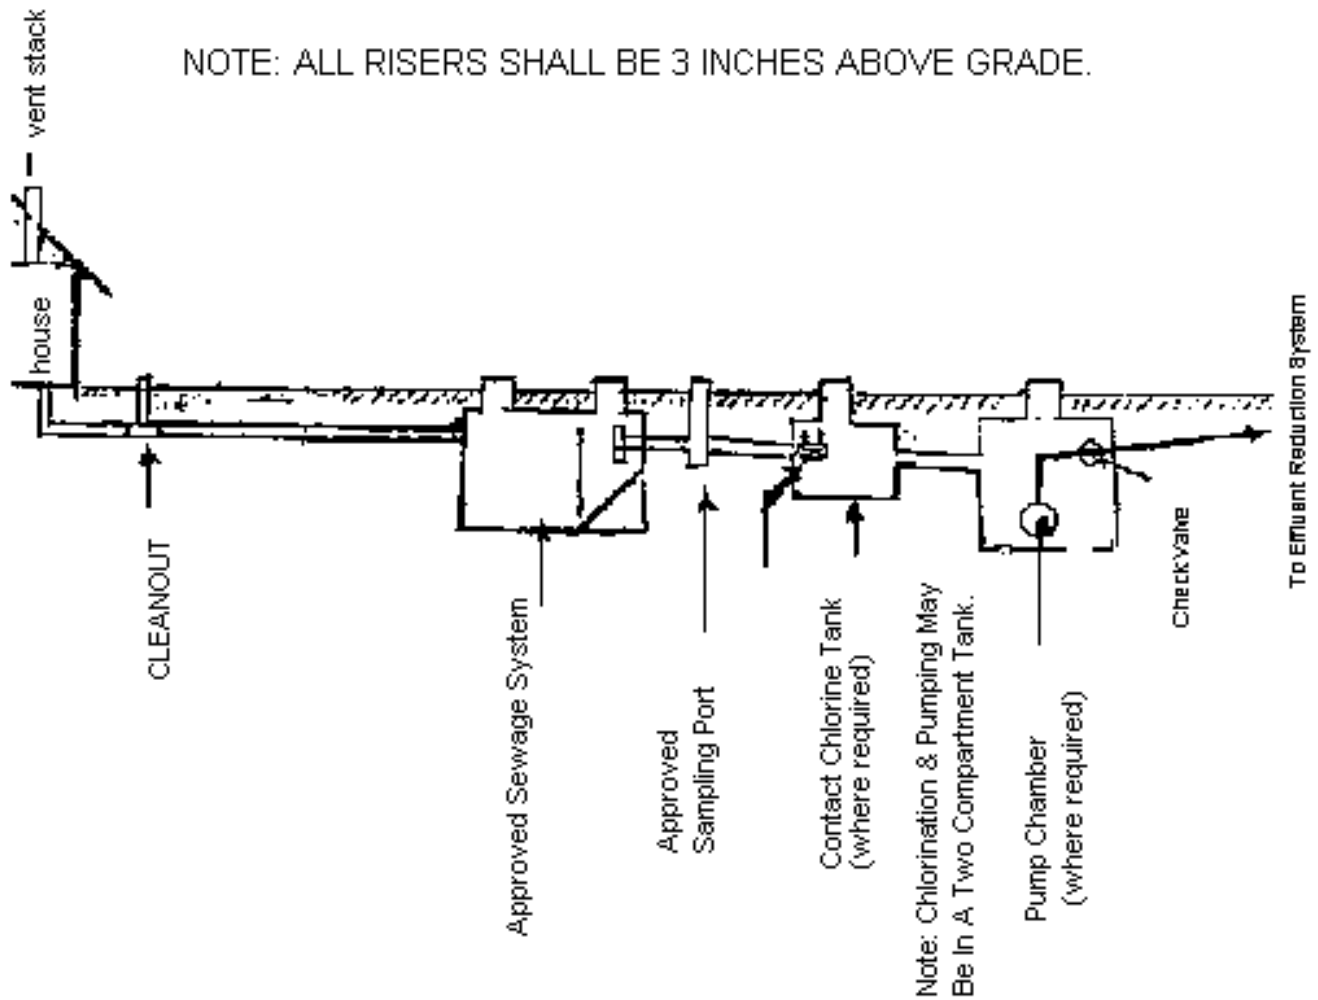 NOTE: ALL RISERS SHALL BE 3 INCHES ABOVE GRADE.
vent stack
house
CLEANOUT
Approved Sewage System
Approved
Sampling Port
Contact Chlorine Tank
(where required)
Note: Chlorination & Pumping May
Be In A Two Compartment Tank.
Pump Chamber
(where required)
Check Valve
To Effluent Reduction System